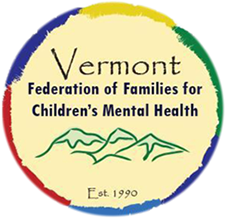 Vermont
Federation of Families for
Children's Mental Health
Est. 1990